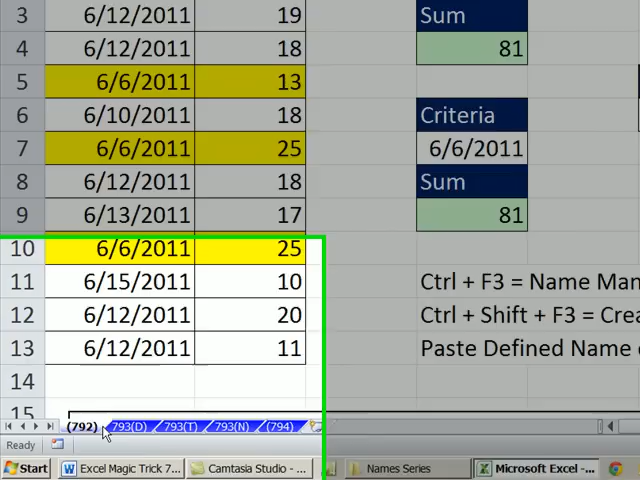 3 6/12/2011 19 Sum
4 6/12/2011 18 81
5 6/6/2011 13
6 6/10/2011 18 Criteria
7 6/6/2011 25 6/6/2011
8 6/12/2011 18 Sum
9 6/13/2011 17 81
10 6/6/2011 25
11 6/15/2011 10 Ctrl + F3 = Name Man
12 6/12/2011 20 Ctrl + Shift + F3 = Crea
13 6/12/2011 11 Paste Defined Name
14
15
(792) 793(D) 793(T) 793(N) (794)
Ready
Start Excel Magic Trick 7... Camtasia Studio - ... Names Series Microsoft Excel -...